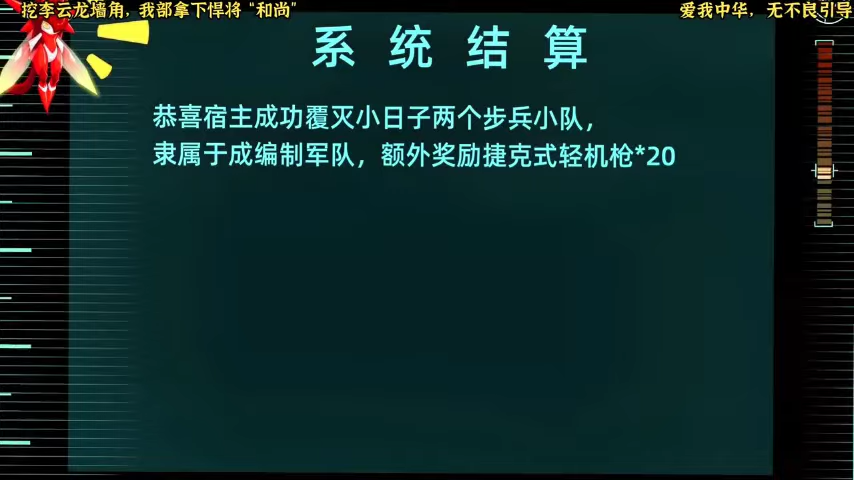 挖李云龙墙角，我部拿下悍将“和尚”
爱我中华，无不良引导
系统结算
恭喜宿主成功覆灭小日子两个步兵小队，
隶属于成编制军队，额外奖励捷克式轻机枪*20